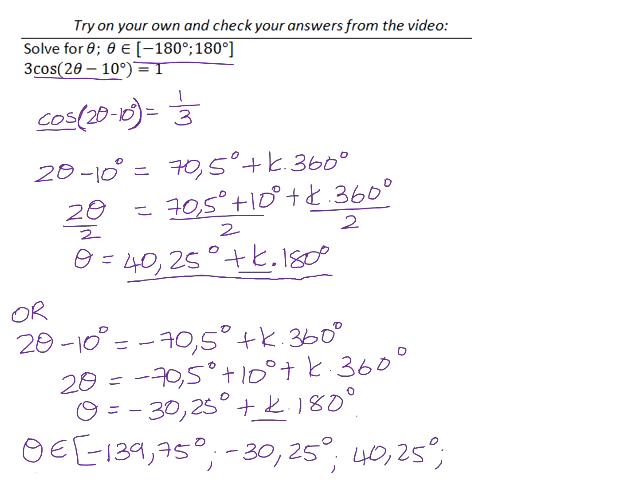 Try on your own and check your answers from the video:
Solve for θ; θ ∈ [−180°;180°]
3cos(2θ − 10°) = 1
cos(2θ-10°) = 1/3
2θ-10° = 70,5° + k.360°
2θ/2 = 70,5°+10°/2 + k.360°/2
θ = 40,25° + k.180°
OR
2θ-10° = -70,5° + k.360°
2θ = -70,5°+10°+ k.360°
θ = -30,25° + k.180°.
θ∈[-139,75°; -30,25°; 40,25°;